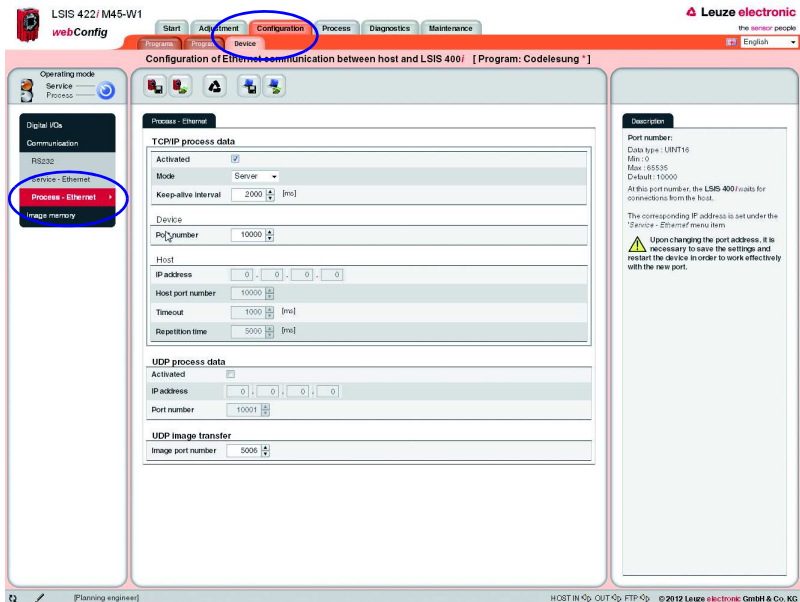 LSIS 422i M45-W1
webConfig
Start Adjustment Configuration Process Diagnostics Maintenance
Leuze electronic
the sensor people
Programs Program Device
English
Configuration of Ethernet communication between host and LSIS 400i [ Program: Codelesung * ]
Operating mode
Service
Process
Digital I/Os
Communication
RS232
Service - Ethernet
Process - Ethernet
Image memory
Process - Ethernet
TCP/IP process data
Activated
Mode Server
Keep-alive interval 2000 [ms]
Device
Port number 10000
Host
IP address 0 . 0 . 0 . 0
Host port number 10000
Timeout 1000 [ms]
Repetition time 5000 [ms]
UDP process data
Activated
IP address 0 . 0 . 0 . 0
Port number 10001
UDP image transfer
Image port number 5006
Description
Port number:
Data type : UINT16
Min : 0
Max : 65535
Default : 10000
At this port number, the LSIS 400i waits for
connections from the host.
The corresponding IP address is set under the
'Service - Ethernet' menu item
Upon changing the port address, it is
necessary to save the settings and
restart the device in order to work effectively
with the new port.
[Planning engineer]
HOST IN OUT FTP © 2012 Leuze electronic GmbH & Co. KG